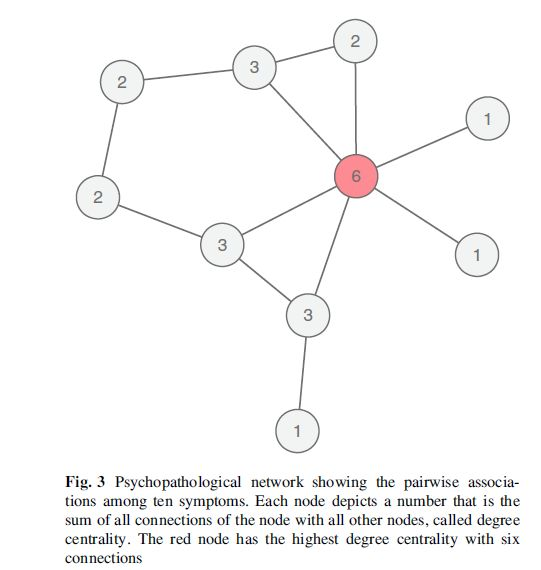 2
3
2
1
6
2
3
1
3
1
Fig. 3 Psychopathological network showing the pairwise associa-
tions among ten symptoms. Each node depicts a number that is the
sum of all connections of the node with all other nodes, called degree
centrality. The red node has the highest degree centrality with six
connections